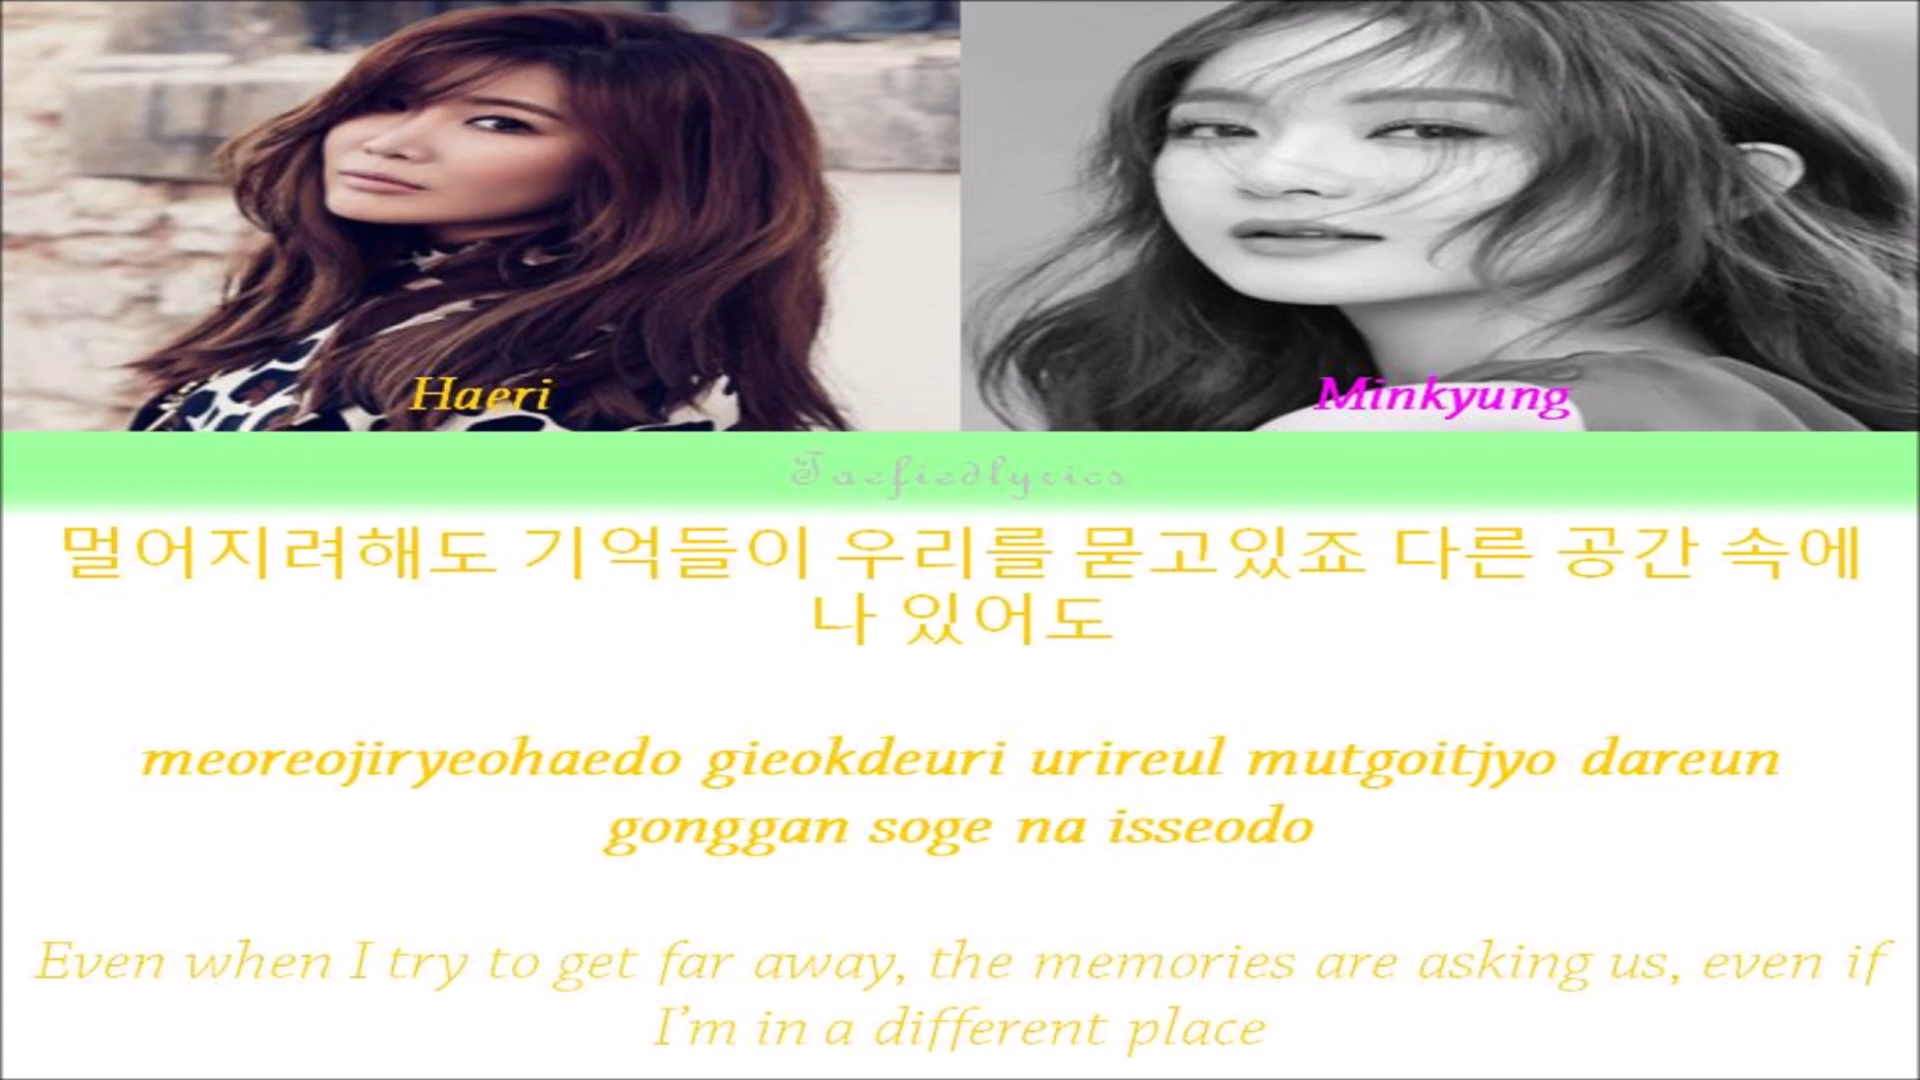 Haeri
Minkyung
Taefiedlyrics
멀어지려해도 기억들이 우리를 묻고있죠 다른 공간 속에
나 있어도
meoreojiryeohaedo gieokdeuri urireul mutgoitjyo dareun
gonggan soge na isseodo
Even when I try to get far away, the memories are asking us, even if
I'm in a different place